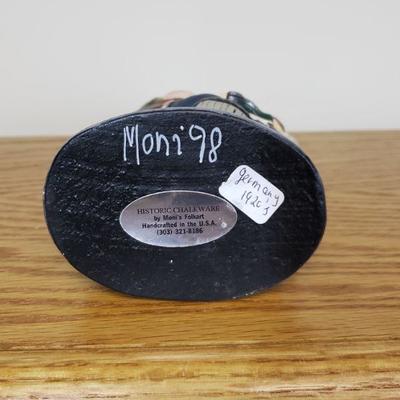 Moni 98
germany
1920's
HISTORIC CHALKWARE
by Moni's Folkart
Handcrafted in the U.S.A.
(303) 321-8186